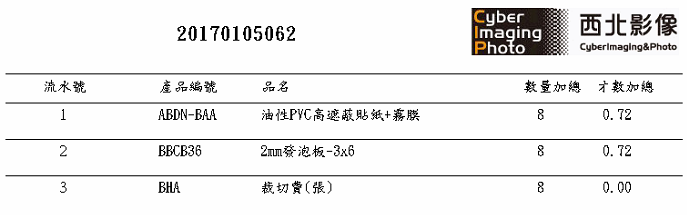 20170105062
Cyber
Imaging
Photo
西北影像
CyberImaging&Photo
流水號 產品編號 品名 數量加總 才數加總
1 ABDN-BAA 油性PVC高遮蔽貼紙+霧膜 8 0.72
2 BBCB36 2mm發泡板-3x6 8 0.72
3 BHA 裁切費(張) 8 0.00